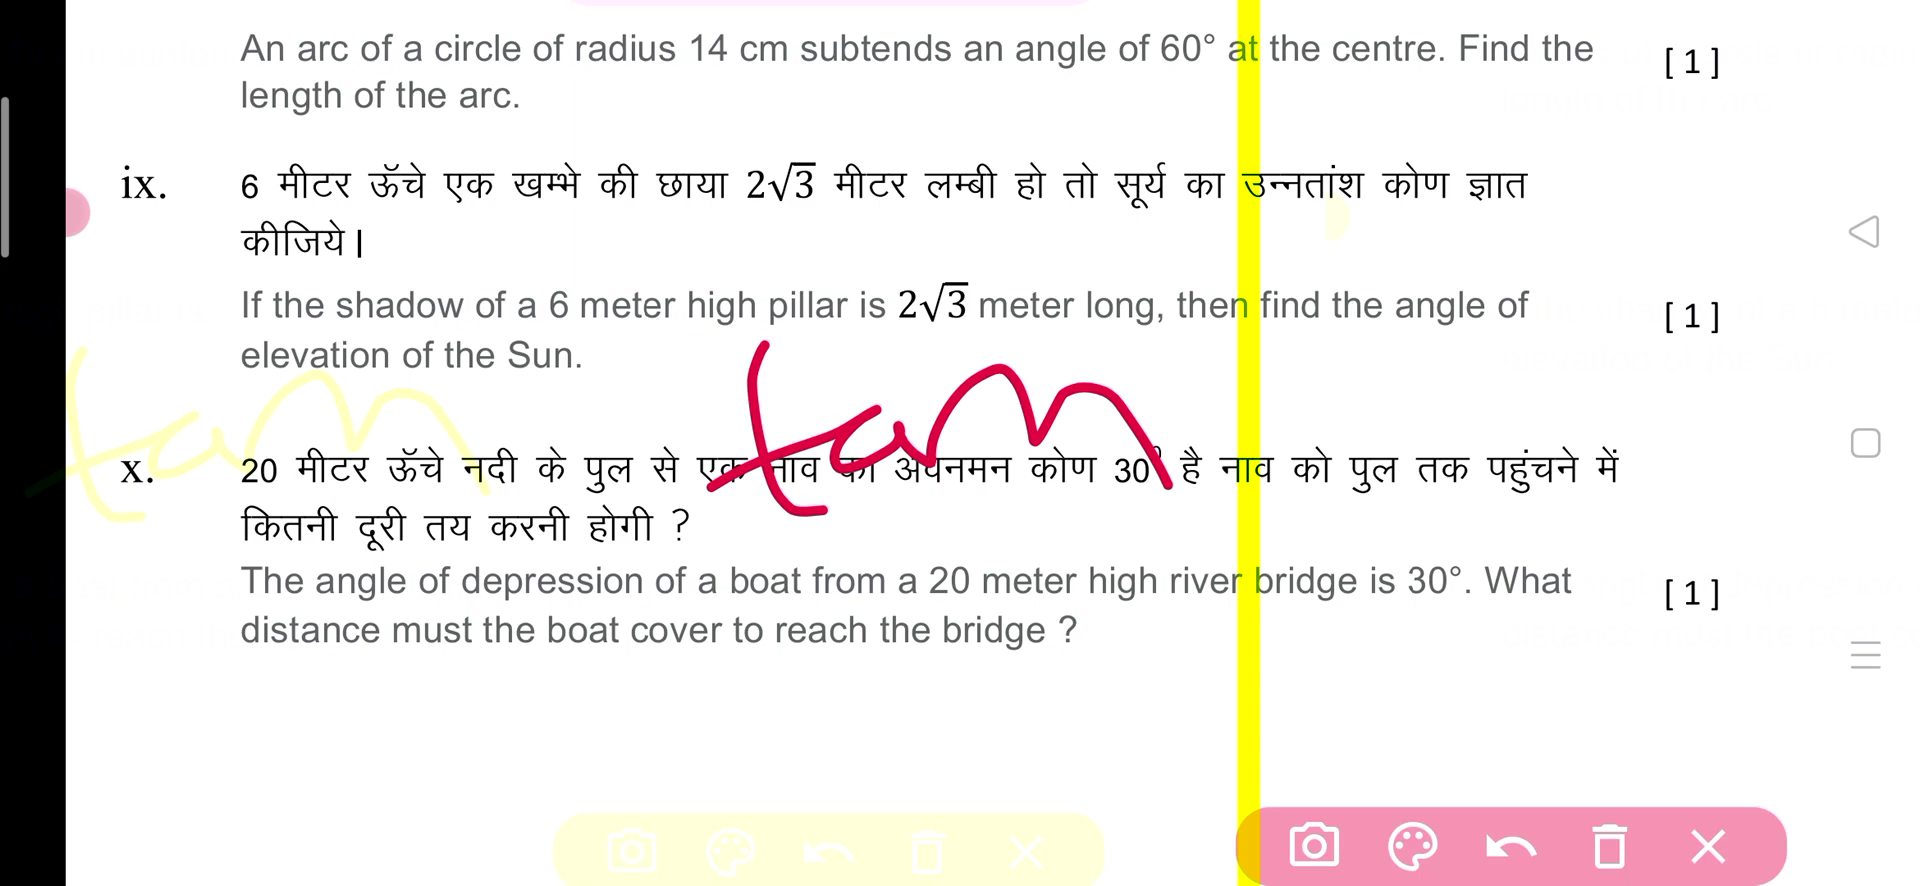 An arc of a circle of radius 14 cm subtends an angle of 60° at the centre. Find the [ 1 ]
length of the arc.
ix. 6 मीटर ऊँचे एक खम्भे की छाया 2√3 मीटर लम्बी हो तो सूर्य का उन्नतांश कोण ज्ञात
कीजिये।
If the shadow of a 6 meter high pillar is 2√3 meter long, then find the angle of [ 1 ]
elevation of the Sun.
tan
x. 20 मीटर ऊँचे नदी के पुल से एक नाव का अवनमन कोण 30° है नाव को पुल तक पहुंचने में
कितनी दूरी तय करनी होगी ?
The angle of depression of a boat from a 20 meter high river bridge is 30°. What [ 1 ]
distance must the boat cover to reach the bridge ?